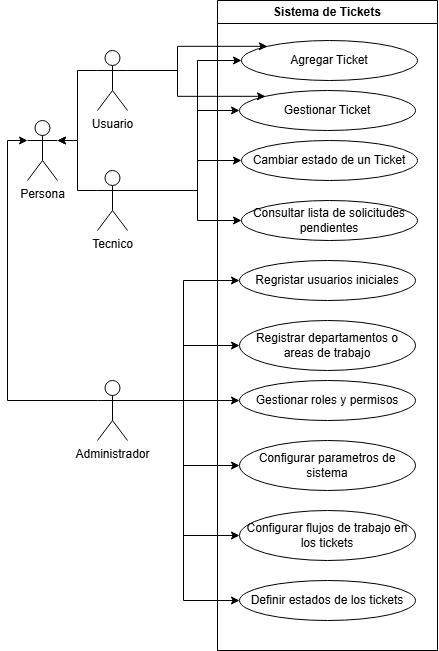 Sistema de Tickets
Agregar Ticket
Usuario
Gestionar Ticket
Persona
Cambiar estado de un Ticket
Tecnico
Consultar lista de solicitudes
pendientes
Regristar usuarios iniciales
Registrar departamentos o
areas de trabajo
Gestionar roles y permisos
Administrador
Configurar parametros de
sistema
Configurar flujos de trabajo en
los tickets
Definir estados de los tickets